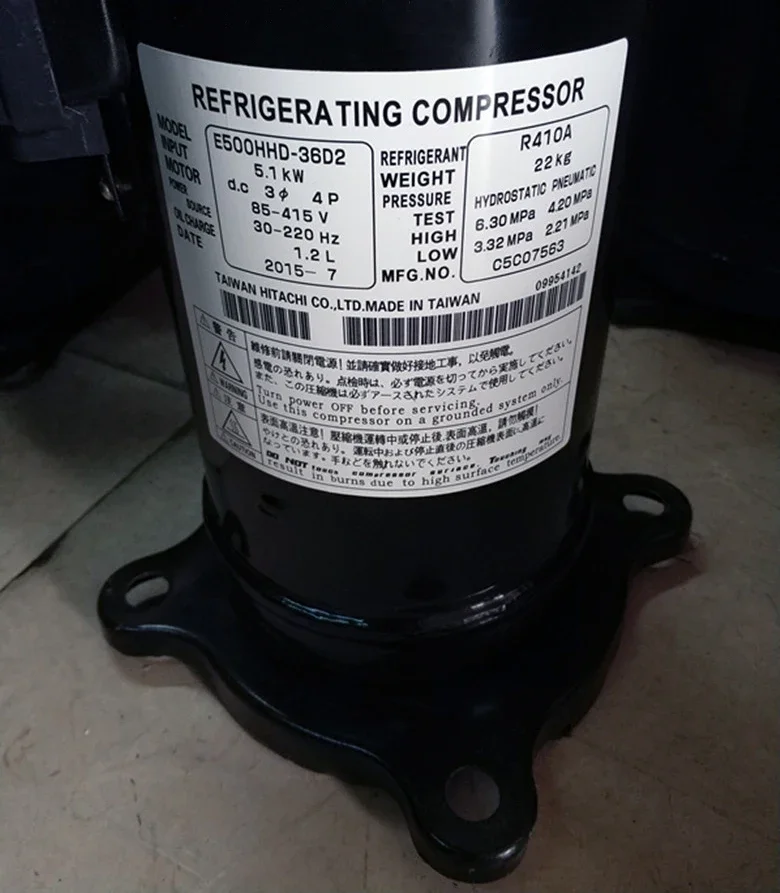 REFRIGERATING COMPRESSOR
MODEL E500HHD-36D2
INPUT 5.1 kW
MOTOR d.c 3φ 4P
POWER SOURCE 85-415 V
30-220 Hz
OIL CHARGE 1.2 L
DATE 2015- 7
REFRIGERANT R410A
WEIGHT 22 kg
PRESSURE HYDROSTATIC PNEUMATIC
TEST 6.30 MPa 4.20 MPa
HIGH LOW 3.32 MPa 2.21 MPa
MFG.NO. C5C07563
TAIWAN HITACHI CO.,LTD.MADE IN TAIWAN
09954142
警告
WARNING
維修前請關閉電源!並請確實做好接地工事,以免觸電。
感電の恐れあり。点検時は、必ず電源を切ってから実施してください。
また、この圧縮機は必ずアースされたシステムで使用してください。
Turn power OFF before servicing.
Use this compressor on a grounded system only.
注意
CAUTION
表面高溫注意!壓縮機運轉中或停止後,表面高溫,請勿觸摸!
やけどの恐れあり。運転中および停止直後の圧縮機表面は高温に
なっています。手などを触れないでください。
DO NOT touch compressor surface. Touching may
result in burns due to high surface temperature.